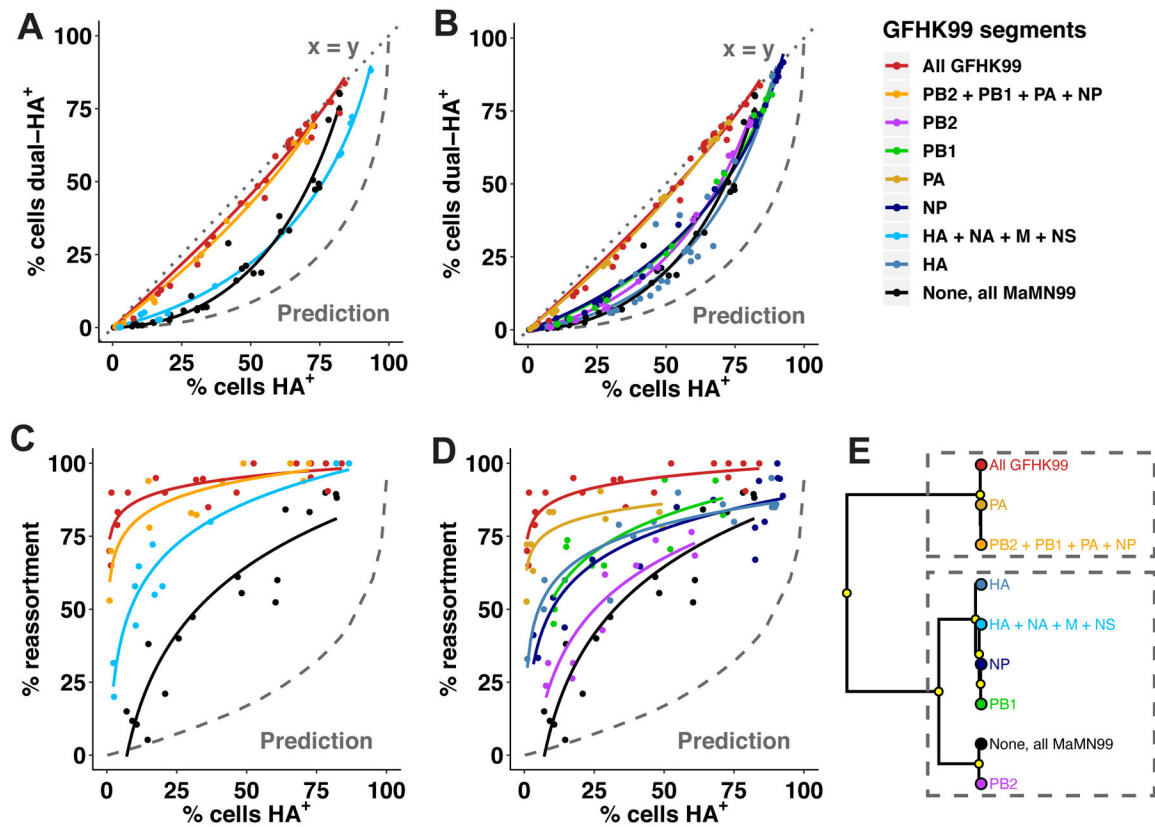 A
% cells dual–HA+
100
75
50
25
0
x = y
Prediction
0
25
50
75
100
% cells HA+
B
100
75
50
25
0
x = y
Prediction
0
25
50
75
100
% cells HA+
GFHK99 segments
All GFHK99
PB2 + PB1 + PA + NP
PB2
PB1
PA
NP
HA + NA + M + NS
HA
None, all MaMN99
C
% reassortment
100
75
50
25
0
Prediction
0
25
50
75
100
% cells HA+
D
% reassortment
100
75
50
25
0
Prediction
0
25
50
75
100
% cells HA+
E
All GFHK99
PA
PB2 + PB1 + PA + NP
HA
HA + NA + M + NS
NP
PB1
None, all MaMN99
PB2